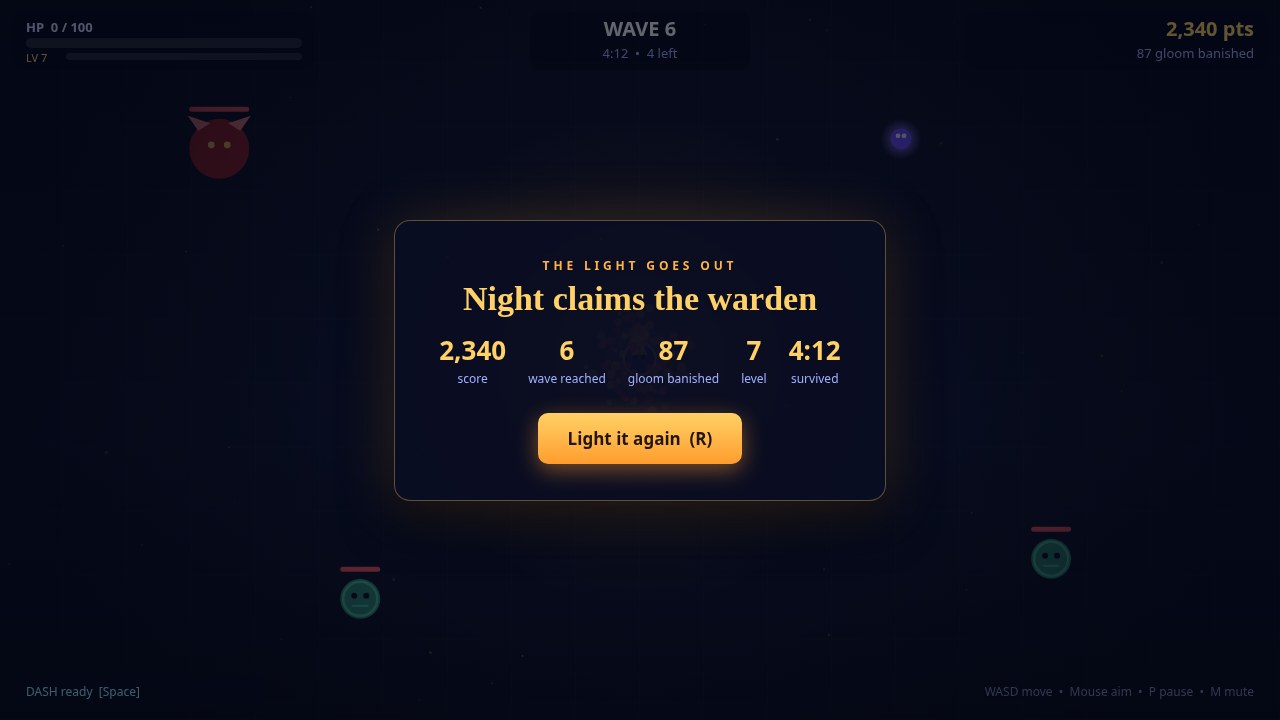 HP 0 / 100
LV 7
WAVE 6
4:12 • 4 left
2,340 pts
87 gloom banished
THE LIGHT GOES OUT
Night claims the warden
2,340 6 87 7 4:12
score wave reached gloom banished level survived
Light it again (R)
DASH ready [Space]
WASD move • Mouse aim • P pause • M mute